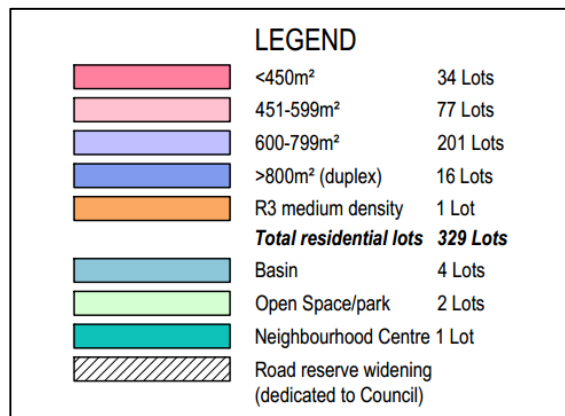 LEGEND
<450m² 34 Lots
451-599m² 77 Lots
600-799m² 201 Lots
>800m² (duplex) 16 Lots
R3 medium density 1 Lot
Total residential lots 329 Lots
Basin 4 Lots
Open Space/park 2 Lots
Neighbourhood Centre 1 Lot
Road reserve widening
(dedicated to Council)